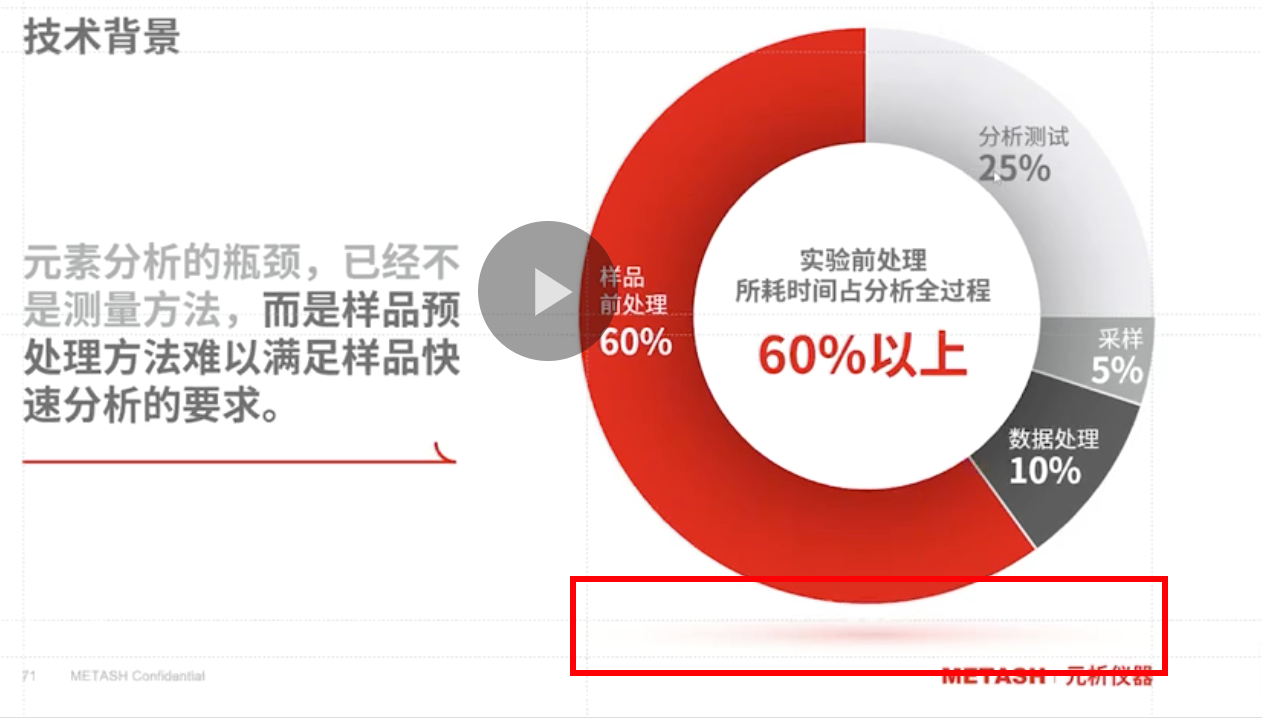 技术背景
元素分析的瓶颈，已经不
是测量方法，而是样品预
处理方法难以满足样品快
速分析的要求。
分析测试
25%
样品
前处理
60%
实验前处理
所耗时间占分析全过程
60%以上
采样
5%
数据处理
10%
71 METASH Confidential
METASH 元析仪器